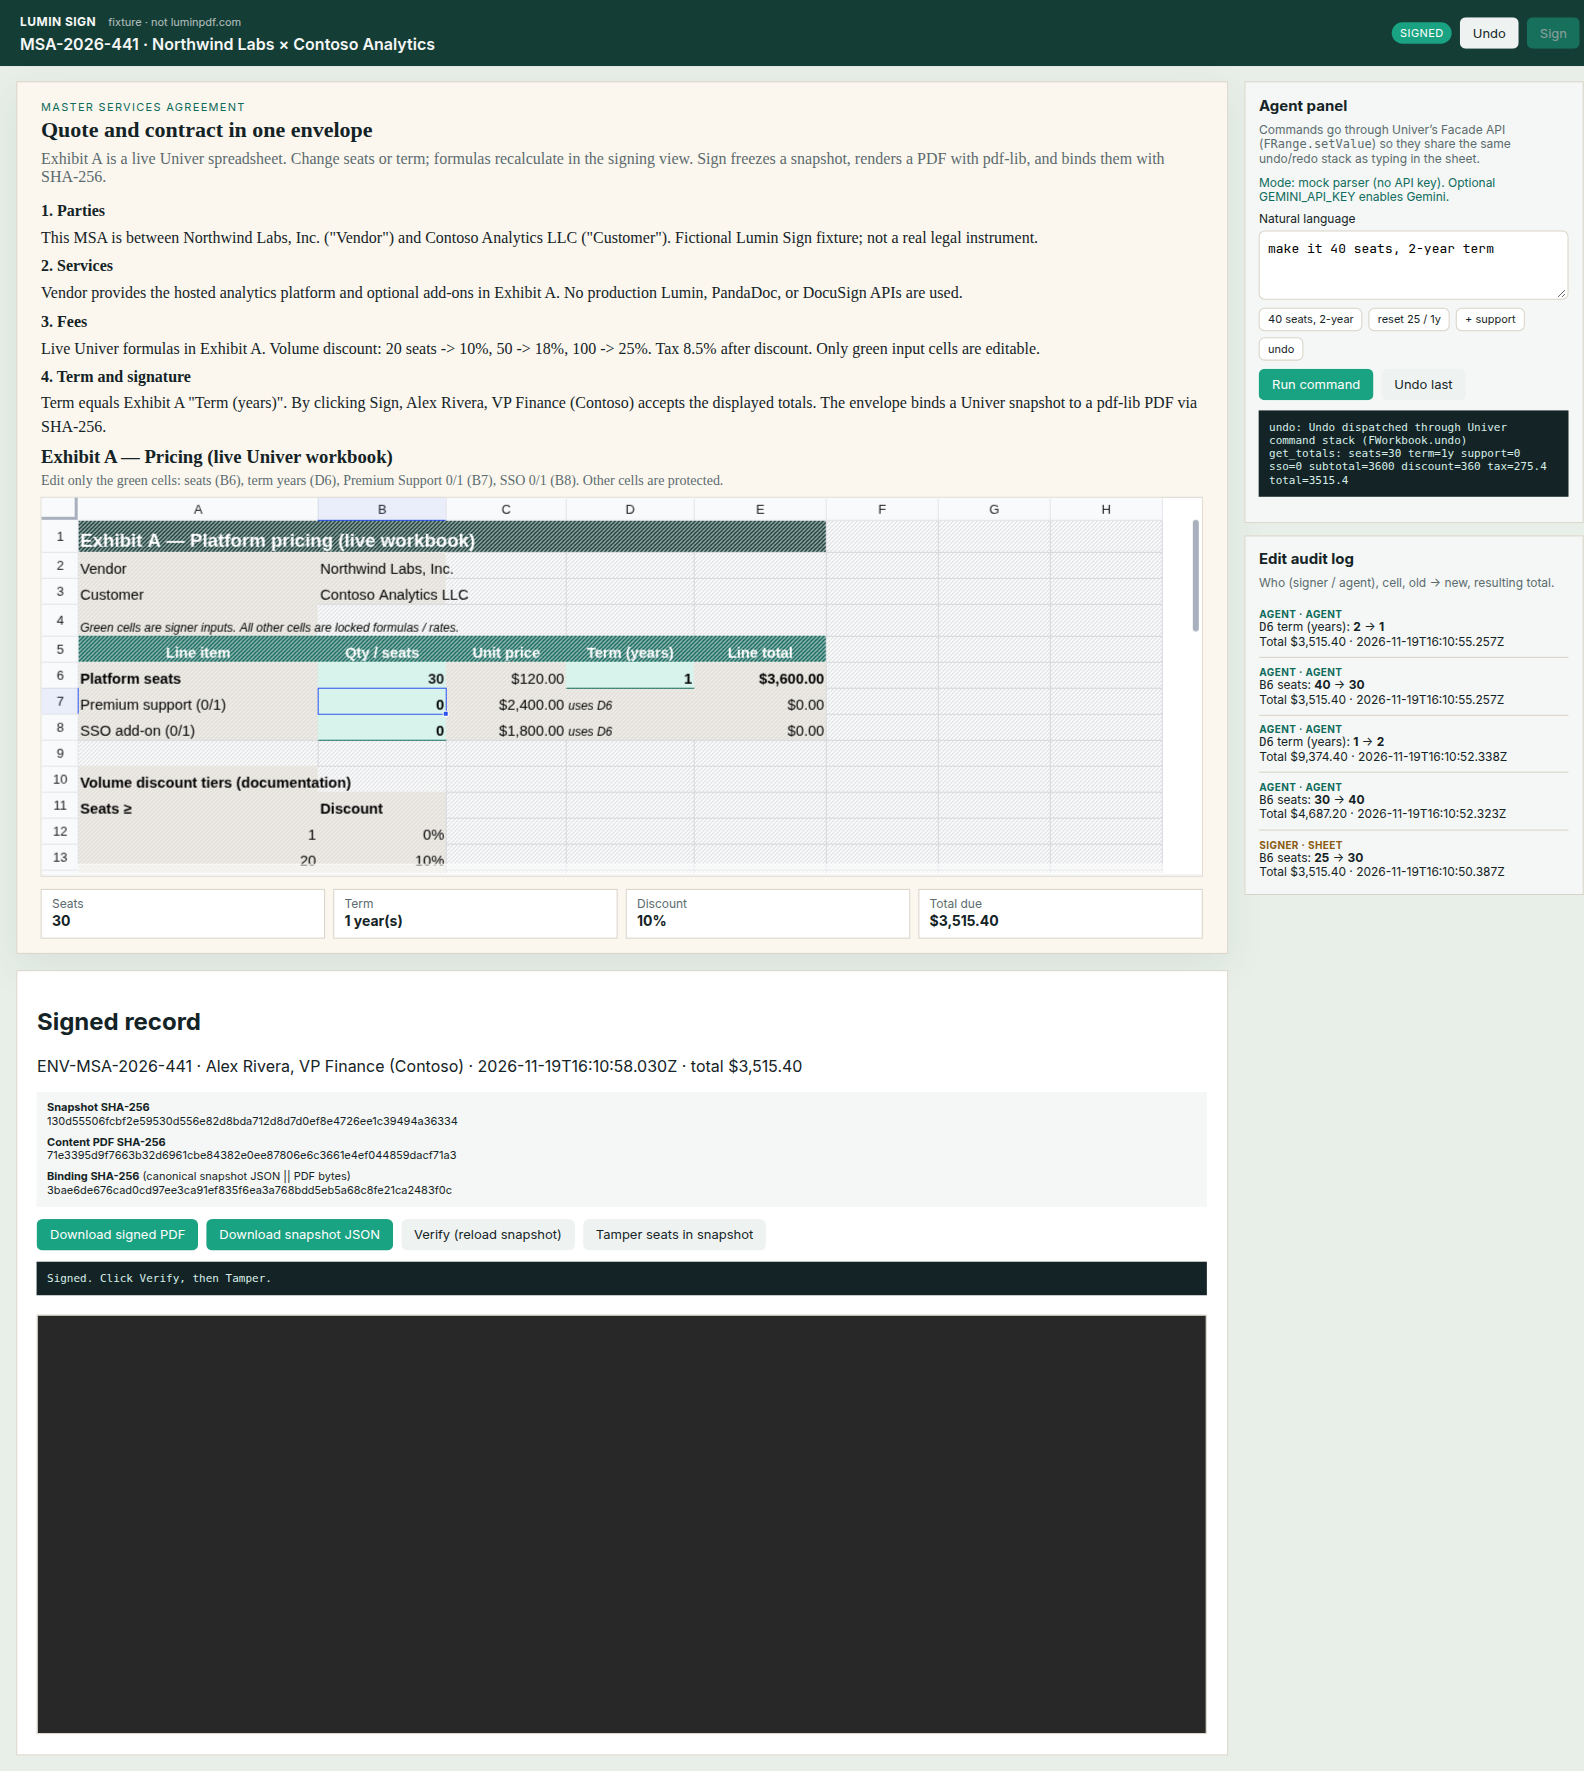 LUMIN SIGN fixture · not luminpdf.com
MSA-2026-441 · Northwind Labs × Contoso Analytics
SIGNED Undo Sign
MASTER SERVICES AGREEMENT
Quote and contract in one envelope
Exhibit A is a live Univer spreadsheet. Change seats or term; formulas recalculate in the signing view. Sign freezes a snapshot, renders a PDF with pdf-lib, and binds them with
SHA-256.
1. Parties
This MSA is between Northwind Labs, Inc. ("Vendor") and Contoso Analytics LLC ("Customer"). Fictional Lumin Sign fixture; not a real legal instrument.
2. Services
Vendor provides the hosted analytics platform and optional add-ons in Exhibit A. No production Lumin, PandaDoc, or DocuSign APIs are used.
3. Fees
Live Univer formulas in Exhibit A. Volume discount: 20 seats -> 10%, 50 -> 18%, 100 -> 25%. Tax 8.5% after discount. Only green input cells are editable.
4. Term and signature
Term equals Exhibit A "Term (years)". By clicking Sign, Alex Rivera, VP Finance (Contoso) accepts the displayed totals. The envelope binds a Univer snapshot to a pdf-lib PDF via
SHA-256.
Exhibit A — Pricing (live Univer workbook)
Edit only the green cells: seats (B6), term years (D6), Premium Support 0/1 (B7), SSO 0/1 (B8). Other cells are protected.
A B C D E F G H
1 Exhibit A — Platform pricing (live workbook)
2 Vendor Northwind Labs, Inc.
3 Customer Contoso Analytics LLC
4 Green cells are signer inputs. All other cells are locked formulas / rates.
5 Line item Qty / seats Unit price Term (years) Line total
6 Platform seats 30 $120.00 1 $3,600.00
7 Premium support (0/1) 0 $2,400.00 uses D6 $0.00
8 SSO add-on (0/1) 0 $1,800.00 uses D6 $0.00
9
10 Volume discount tiers (documentation)
11 Seats ≥ Discount
12 1 0%
13 20 10%
Seats Term Discount Total due
30 1 year(s) 10% $3,515.40
Signed record
ENV-MSA-2026-441 · Alex Rivera, VP Finance (Contoso) · 2026-11-19T16:10:58.030Z · total $3,515.40
Snapshot SHA-256
130d55506fcbf2e59530d556e82d8bda712d8d7d0ef8e4726ee1c39494a36334
Content PDF SHA-256
71e3395d9f7663b32d6961cbe84382e0ee87806e6c3661e4ef044859dacf71a3
Binding SHA-256 (canonical snapshot JSON || PDF bytes)
3bae6de676cad0cd97ee3ca91ef835f6ea3a768bdd5eb5a68c8fe21ca2483f0c
Download signed PDF Download snapshot JSON Verify (reload snapshot) Tamper seats in snapshot
Signed. Click Verify, then Tamper.
Agent panel
Commands go through Univer's Facade API
(FRange.setValue) so they share the same
undo/redo stack as typing in the sheet.
Mode: mock parser (no API key). Optional
GEMINI_API_KEY enables Gemini.
Natural language
make it 40 seats, 2-year term
40 seats, 2-year reset 25 / 1y + support
undo
Run command Undo last
undo: Undo dispatched through Univer
command stack (FWorkbook.undo)
get_totals: seats=30 term=1y support=0
sso=0 subtotal=3600 discount=360 tax=275.4
total=3515.4
Edit audit log
Who (signer / agent), cell, old → new, resulting total.
AGENT · AGENT
D6 term (years): 2 → 1
Total $3,515.40 · 2026-11-19T16:10:55.257Z
AGENT · AGENT
B6 seats: 40 → 30
Total $3,515.40 · 2026-11-19T16:10:55.257Z
AGENT · AGENT
D6 term (years): 1 → 2
Total $9,374.40 · 2026-11-19T16:10:52.338Z
AGENT · AGENT
B6 seats: 30 → 40
Total $4,687.20 · 2026-11-19T16:10:52.323Z
SIGNER · SHEET
B6 seats: 25 → 30
Total $3,515.40 · 2026-11-19T16:10:50.387Z